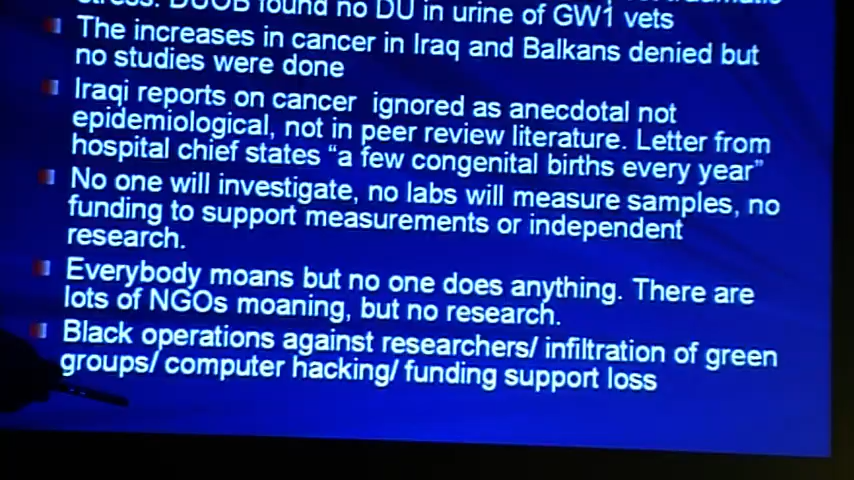 stress. DUOB found no DU in urine of GW1 vets
The increases in cancer in Iraq and Balkans denied but
no studies were done
Iraqi reports on cancer ignored as anecdotal not
epidemiological, not in peer review literature. Letter from
hospital chief states “a few congenital births every year”
No one will investigate, no labs will measure samples, no
funding to support measurements or independent
research.
Everybody moans but no one does anything. There are
lots of NGOs moaning, but no research.
Black operations against researchers/ infiltration of green
groups/ computer hacking/ funding support loss